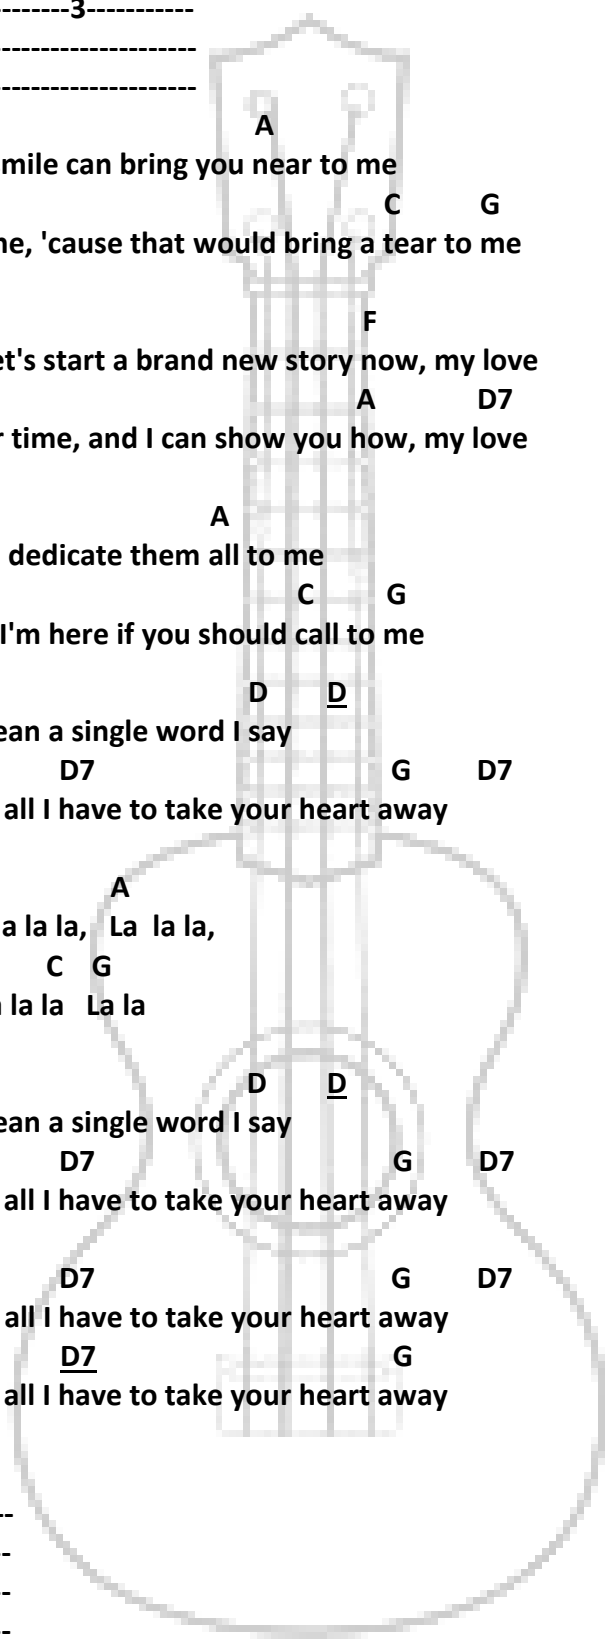 --------3-----------
---------------------
---------------------
A
mile can bring you near to me
C G
ne, 'cause that would bring a tear to me
F
et's start a brand new story now, my love
A D7
r time, and I can show you how, my love
A
dedicate them all to me
C G
I'm here if you should call to me
D D
ean a single word I say
D7 G D7
all I have to take your heart away
A
a la la, La la la,
C G
la la La la
D D
ean a single word I say
D7 G D7
all I have to take your heart away
D7 G D7
all I have to take your heart away
D7 G
all I have to take your heart away
--
--
--
--